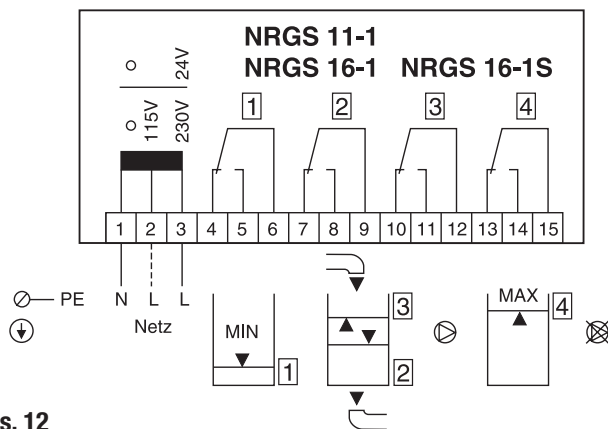 NRGS 11-1
NRGS 16-1 NRGS 16-1S
24V
115V
230V
1 2 3 4
1 2 3 4 5 6 7 8 9 10 11 12 13 14 15
PE N L L
Netz
MIN
1
3
2
MAX
4
s. 12